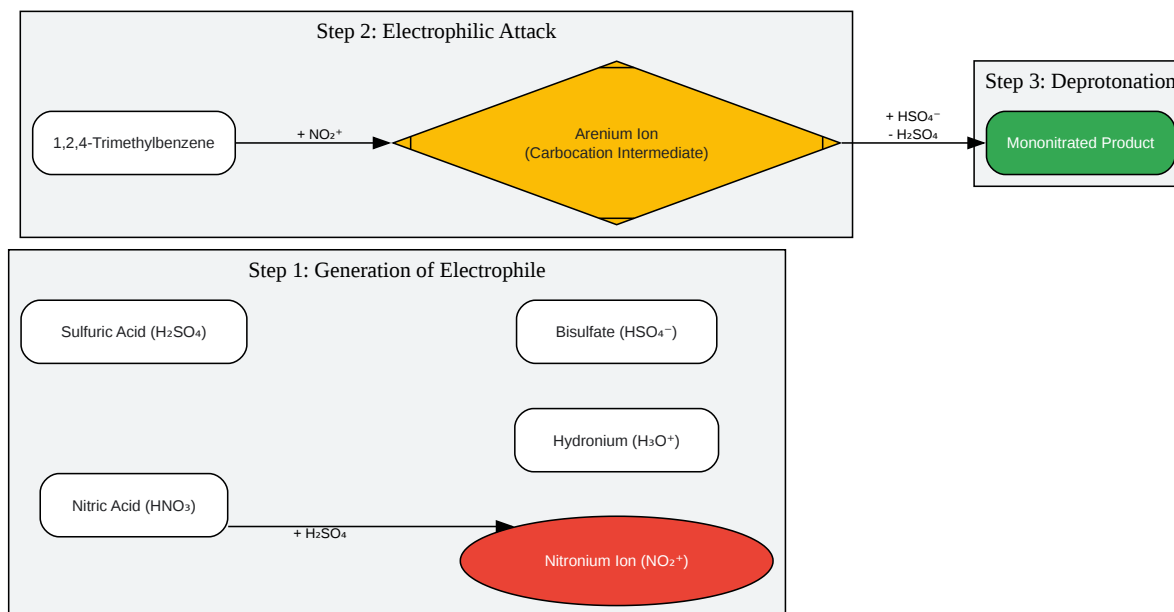 Step 2: Electrophilic Attack
1,2,4-Trimethylbenzene
+ NO₂⁺
Arenium Ion
(Carbocation Intermediate)
+ HSO₄⁻
- H₂SO₄
Step 3: Deprotonation
Mononitrated Product
Step 1: Generation of Electrophile
Sulfuric Acid (H₂SO₄)
Bisulfate (HSO₄⁻)
Hydronium (H₃O⁺)
Nitric Acid (HNO₃)
+ H₂SO₄
Nitronium Ion (NO₂⁺)